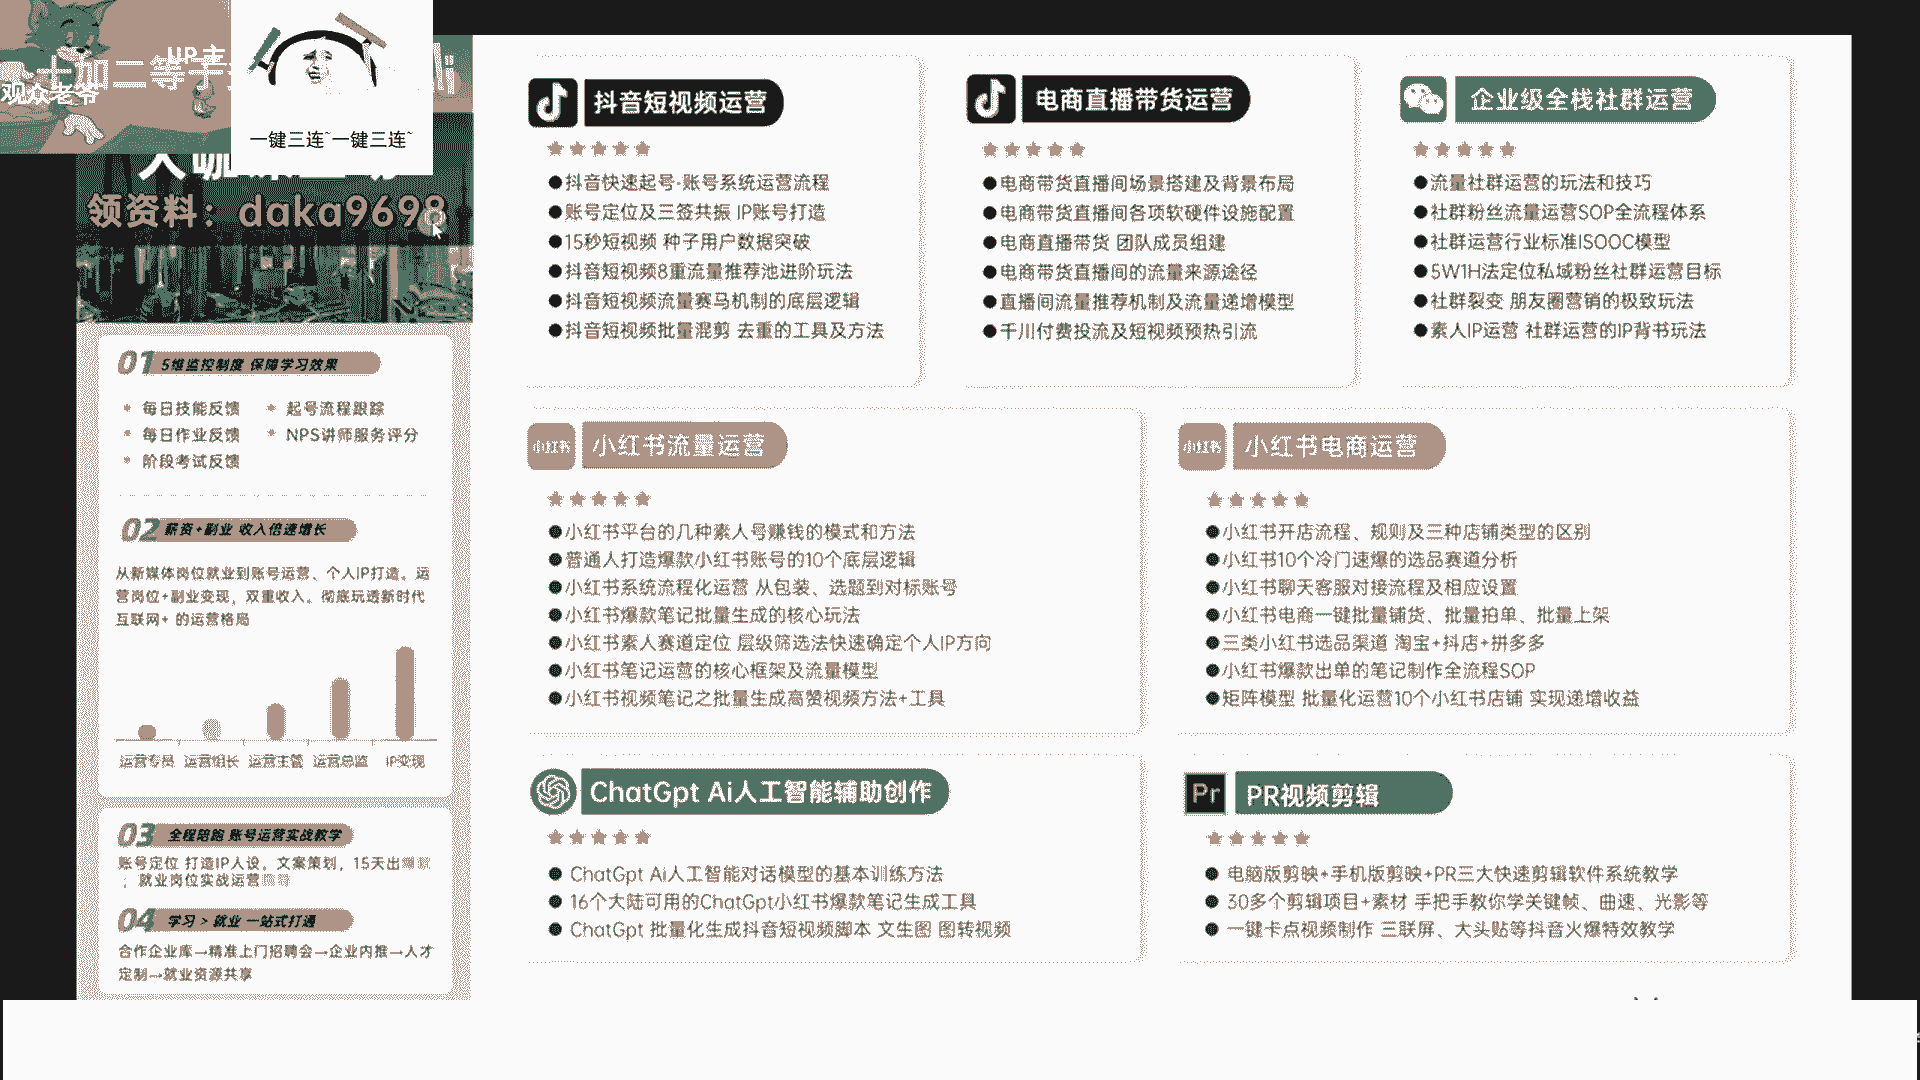 UP主
观众老爷
一键三连~一键三连~
领资料：daka9698
01 5维监控制度 保障学习效果
* 每日技能反馈
* 起号流程跟踪
* 每日作业反馈
* NPS讲师服务评分
* 阶段考试反馈
02 薪资+副业 收入倍速增长
从新媒体岗位就业到账号运营、个人IP打造。运
营岗位+副业变现，双重收入。彻底玩透新时代
互联网+ 的运营格局
运营专员 运营组长 运营主管 运营总监 IP变现
03 全程陪跑 账号运营实战教学
账号定位 打造IP人设，文案策划，15天出爆款
；就业岗位实战运营
04 学习 > 就业 一站式打通
合作企业库→精准上门招聘会→企业内推→人才
定制→就业资源共享
抖音短视频运营
●抖音快速起号-账号系统运营流程
●账号定位及三签共振 IP账号打造
●15秒短视频 种子用户数据突破
●抖音短视频8重流量推荐池进阶玩法
●抖音短视频流量赛马机制的底层逻辑
●抖音短视频批量混剪 去重的工具及方法
电商直播带货运营
●电商带货直播间场景搭建及背景布局
●电商带货直播间各项软硬件设施配置
●电商直播带货 团队成员组建
●电商带货直播间的流量来源途径
●直播间流量推荐机制及流量递增模型
●千川付费投流及短视频预热引流
企业级全栈社群运营
●流量社群运营的玩法和技巧
●社群粉丝流量运营SOP全流程体系
●社群运营行业标准ISOOC模型
●5W1H法定位私域粉丝社群运营目标
●社群裂变 朋友圈营销的极致玩法
●素人IP运营 社群运营的IP背书玩法
小红书 小红书流量运营
●小红书平台的几种素人号赚钱的模式和方法
●普通人打造爆款小红书账号的10个底层逻辑
●小红书系统流程化运营 从包装、选题到对标账号
●小红书爆款笔记批量生成的核心玩法
●小红书素人赛道定位 层级筛选法快速确定个人IP方向
●小红书笔记运营的核心框架及流量模型
●小红书视频笔记之批量生成高赞视频方法+工具
小红书 小红书电商运营
●小红书开店流程、规则及三种店铺类型的区别
●小红书10个冷门速爆的选品赛道分析
●小红书聊天客服对接流程及相应设置
●小红书电商一键批量铺货、批量拍单、批量上架
●三类小红书选品渠道 淘宝+抖店+拼多多
●小红书爆款出单的笔记制作全流程SOP
●矩阵模型 批量化运营10个小红书店铺 实现递增收益
ChatGpt Ai人工智能辅助创作
● ChatGpt Ai人工智能对话模型的基本训练方法
● 16个大陆可用的ChatGpt小红书爆款笔记生成工具
● ChatGpt 批量化生成抖音短视频脚本 文生图 图转视频
Pr PR视频剪辑
● 电脑版剪映+手机版剪映+PR三大快速剪辑软件系统教学
● 30多个剪辑项目+素材 手把手教你学关键帧、曲速、光影等
● 一键卡点视频制作 三联屏、大头贴等抖音火爆特效教学